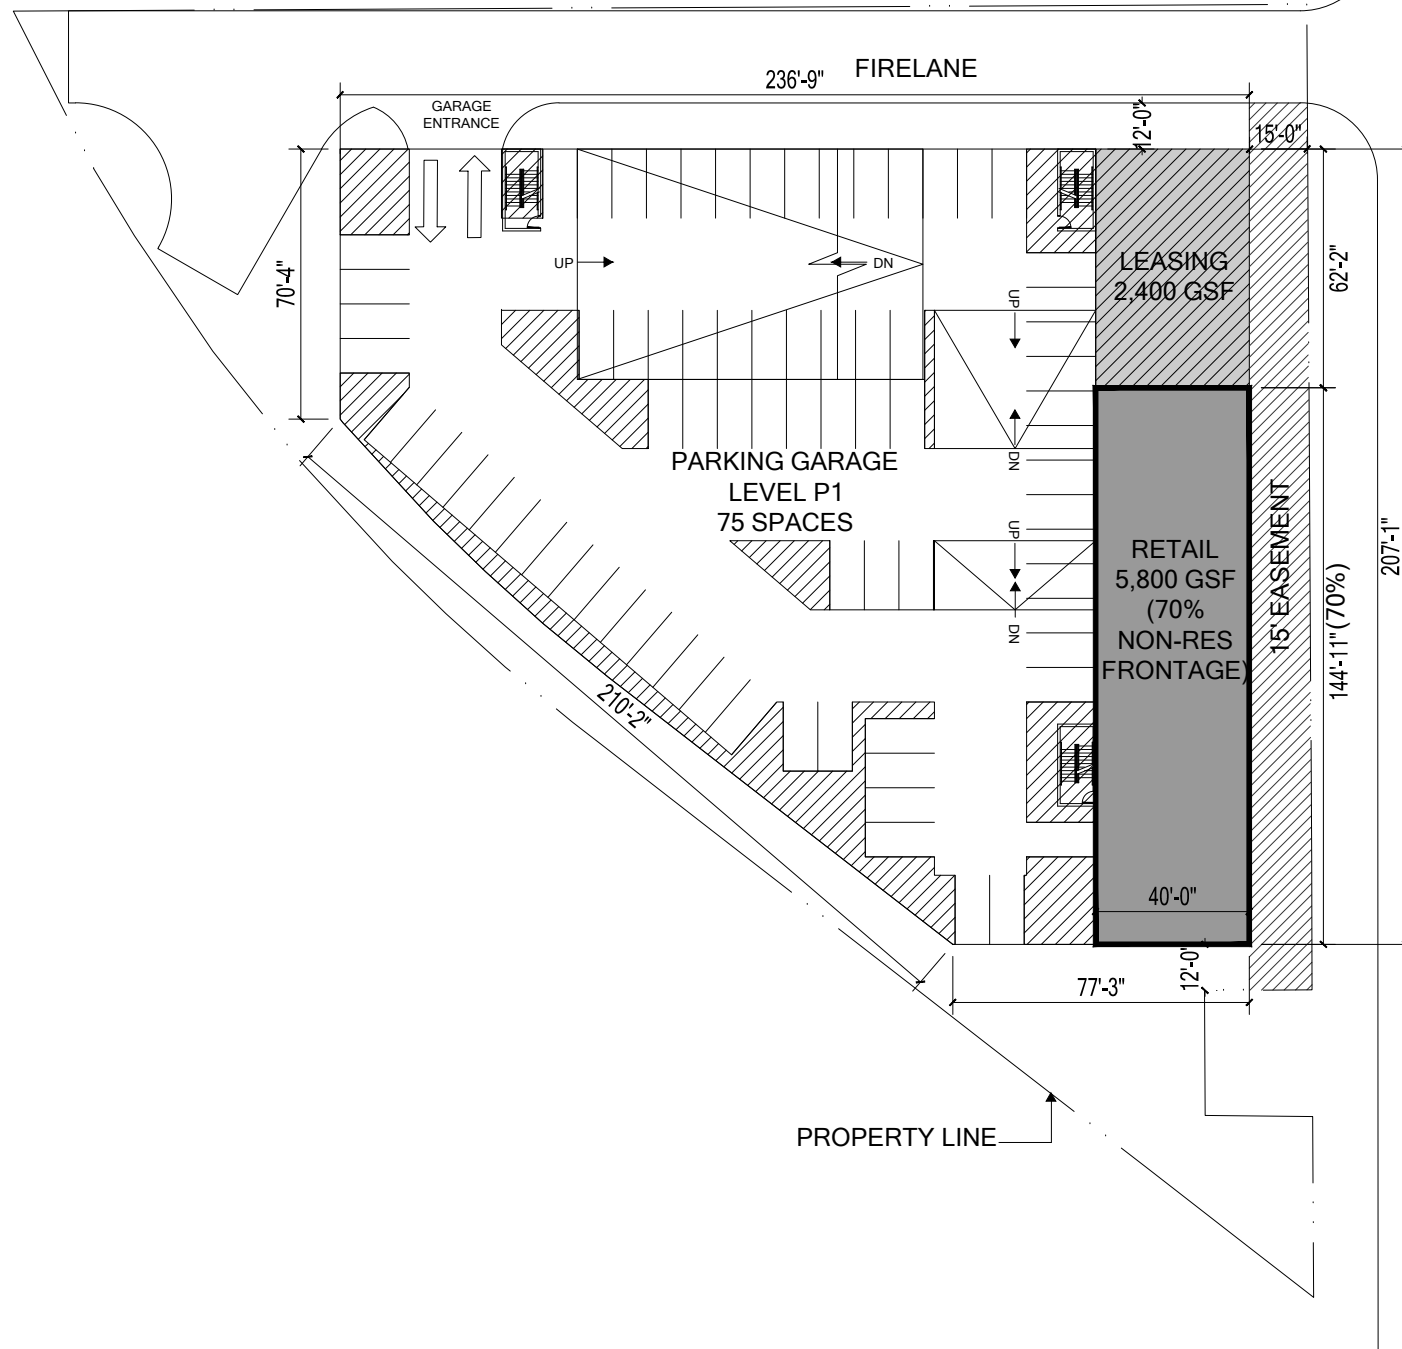 FIRELANE
236'-9"
GARAGE
ENTRANCE
12'-0"
15'-0"
70'-4"
UP
DN
LEASING
2,400 GSF
62'-2"
UP
DN
PARKING GARAGE
LEVEL P1
75 SPACES
UP
DN
RETAIL
5,800 GSF
(70%
NON-RES
FRONTAGE)
15' EASEMENT
144'-11"(70%)
207'-1"
210'-2"
40'-0"
12'-0"
77'-3"
PROPERTY LINE